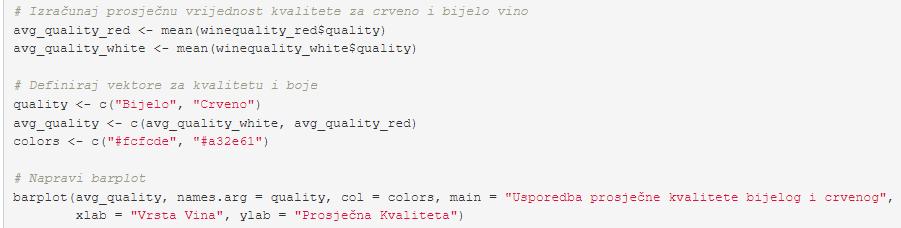 # Izračunaj prosječnu vrijednost kvalitete za crveno i bijelo vino
avg_quality_red <- mean(winequality_red$quality)
avg_quality_white <- mean(winequality_white$quality)
# Definiraj vektore za kvalitetu i boje
quality <- c("Bijelo", "Crveno")
avg_quality <- c(avg_quality_white, avg_quality_red)
colors <- c("#fcfcde", "#a32e61")
# Napravi barplot
barplot(avg_quality, names.arg = quality, col = colors, main = "Usporedba prosječne kvalitete bijelog i crvenog",
xlab = "Vrsta Vina", ylab = "Prosječna Kvaliteta")